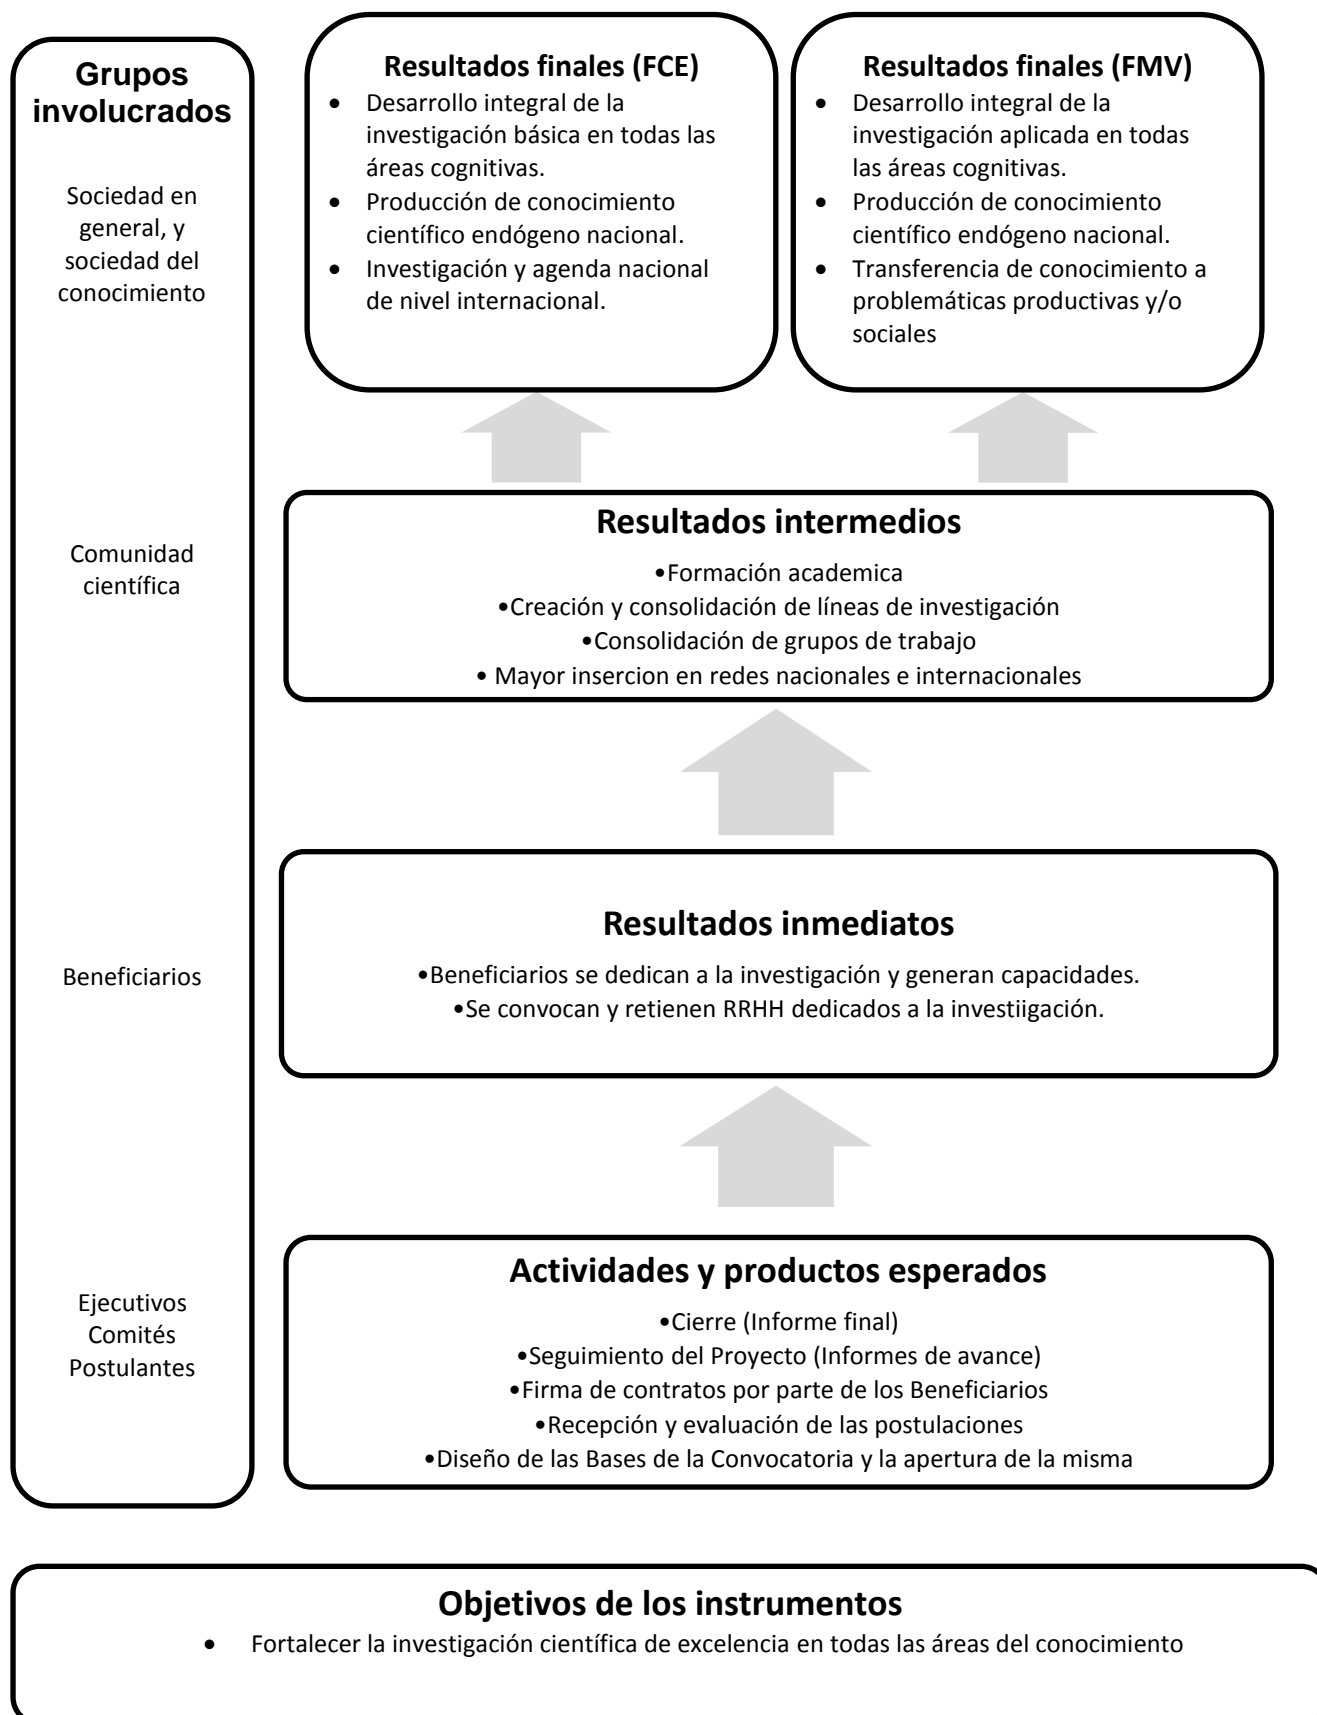 Grupos
involucrados
Sociedad en
general, y
sociedad del
conocimiento
Comunidad
científica
Beneficiarios
Ejecutivos
Comités
Postulantes
Resultados finales (FCE)
• Desarrollo integral de la
investigación básica en todas las
áreas cognitivas.
• Producción de conocimiento
científico endógeno nacional.
• Investigación y agenda nacional
de nivel internacional.
Resultados finales (FMV)
• Desarrollo integral de la
investigación aplicada en todas
las áreas cognitivas.
• Producción de conocimiento
científico endógeno nacional.
• Transferencia de conocimiento a
problemáticas productivas y/o
sociales
Resultados intermedios
•Formación academica
•Creación y consolidación de líneas de investigación
•Consolidación de grupos de trabajo
• Mayor insercion en redes nacionales e internacionales
Resultados inmediatos
•Beneficiarios se dedican a la investigación y generan capacidades.
•Se convocan y retienen RRHH dedicados a la investiigación.
Actividades y productos esperados
•Cierre (Informe final)
•Seguimiento del Proyecto (Informes de avance)
•Firma de contratos por parte de los Beneficiarios
•Recepción y evaluación de las postulaciones
•Diseño de las Bases de la Convocatoria y la apertura de la misma
Objetivos de los instrumentos
• Fortalecer la investigación científica de excelencia en todas las áreas del conocimiento